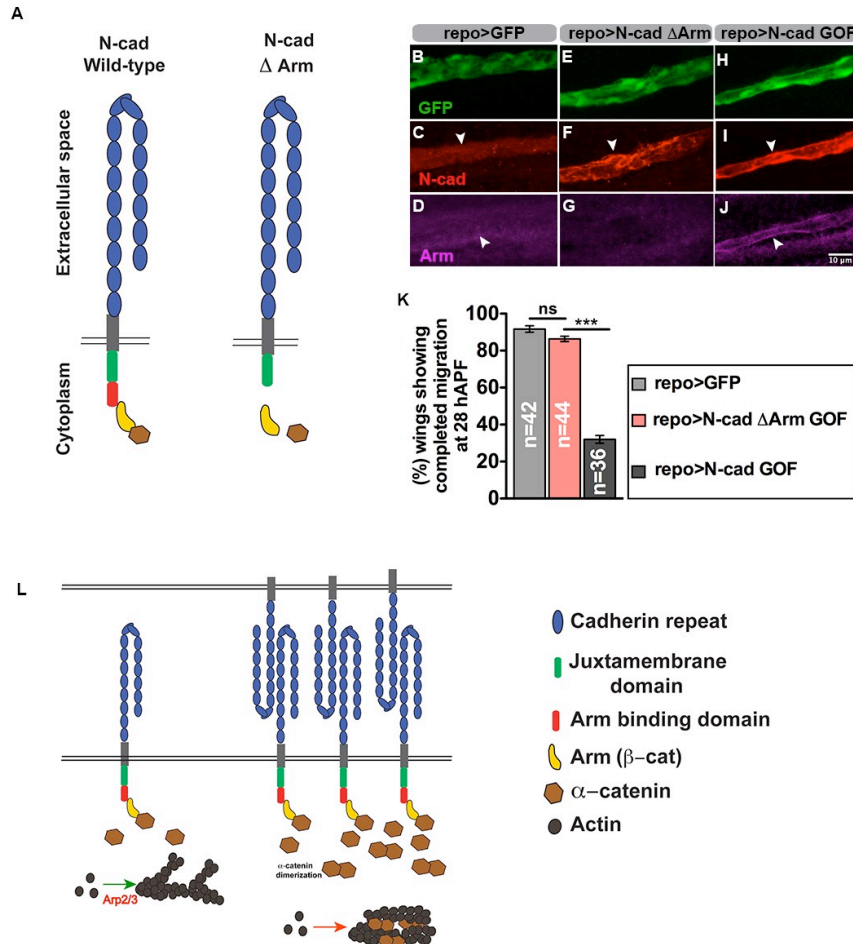 A
N-cad
Wild-type
N-cad
Δ Arm
Extracellular space
Cytoplasm
repo>GFP
repo>N-cad ΔArm
repo>N-cad GOF
B
E
H
GFP
C
F
I
N-cad
D
G
J
Arm
10 μm
K
(%) wings showing
completed migration
at 28 hAPF
100
80
60
40
20
0
ns
***
n=42
n=44
n=36
repo>GFP
repo>N-cad ΔArm GOF
repo>N-cad GOF
L
Arp2/3
α-catenin
dimerization
Cadherin repeat
Juxtamembrane
domain
Arm binding domain
Arm (β-cat)
α-catenin
Actin